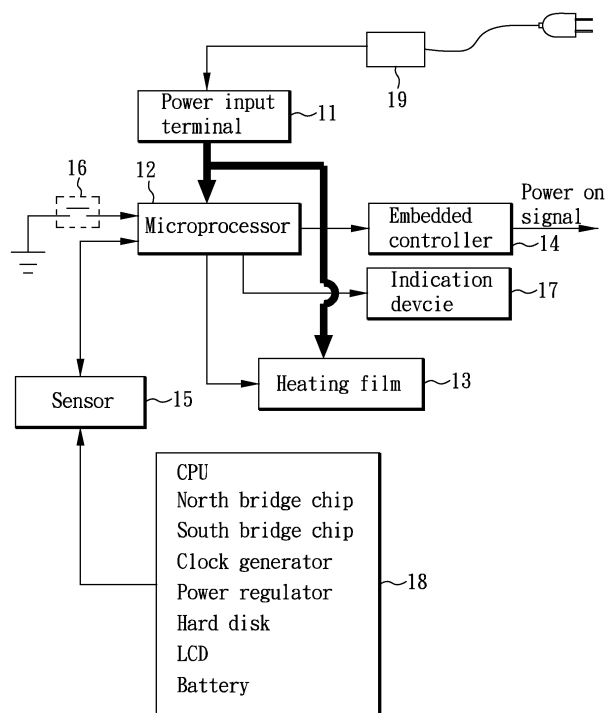 19
Power input
terminal
11
16
12
Microprocessor
Embedded
controller
14
Power on
signal
Indication
devcie
17
Heating film
13
Sensor
15
CPU
North bridge chip
South bridge chip
Clock generator
Power regulator
Hard disk
LCD
Battery
18